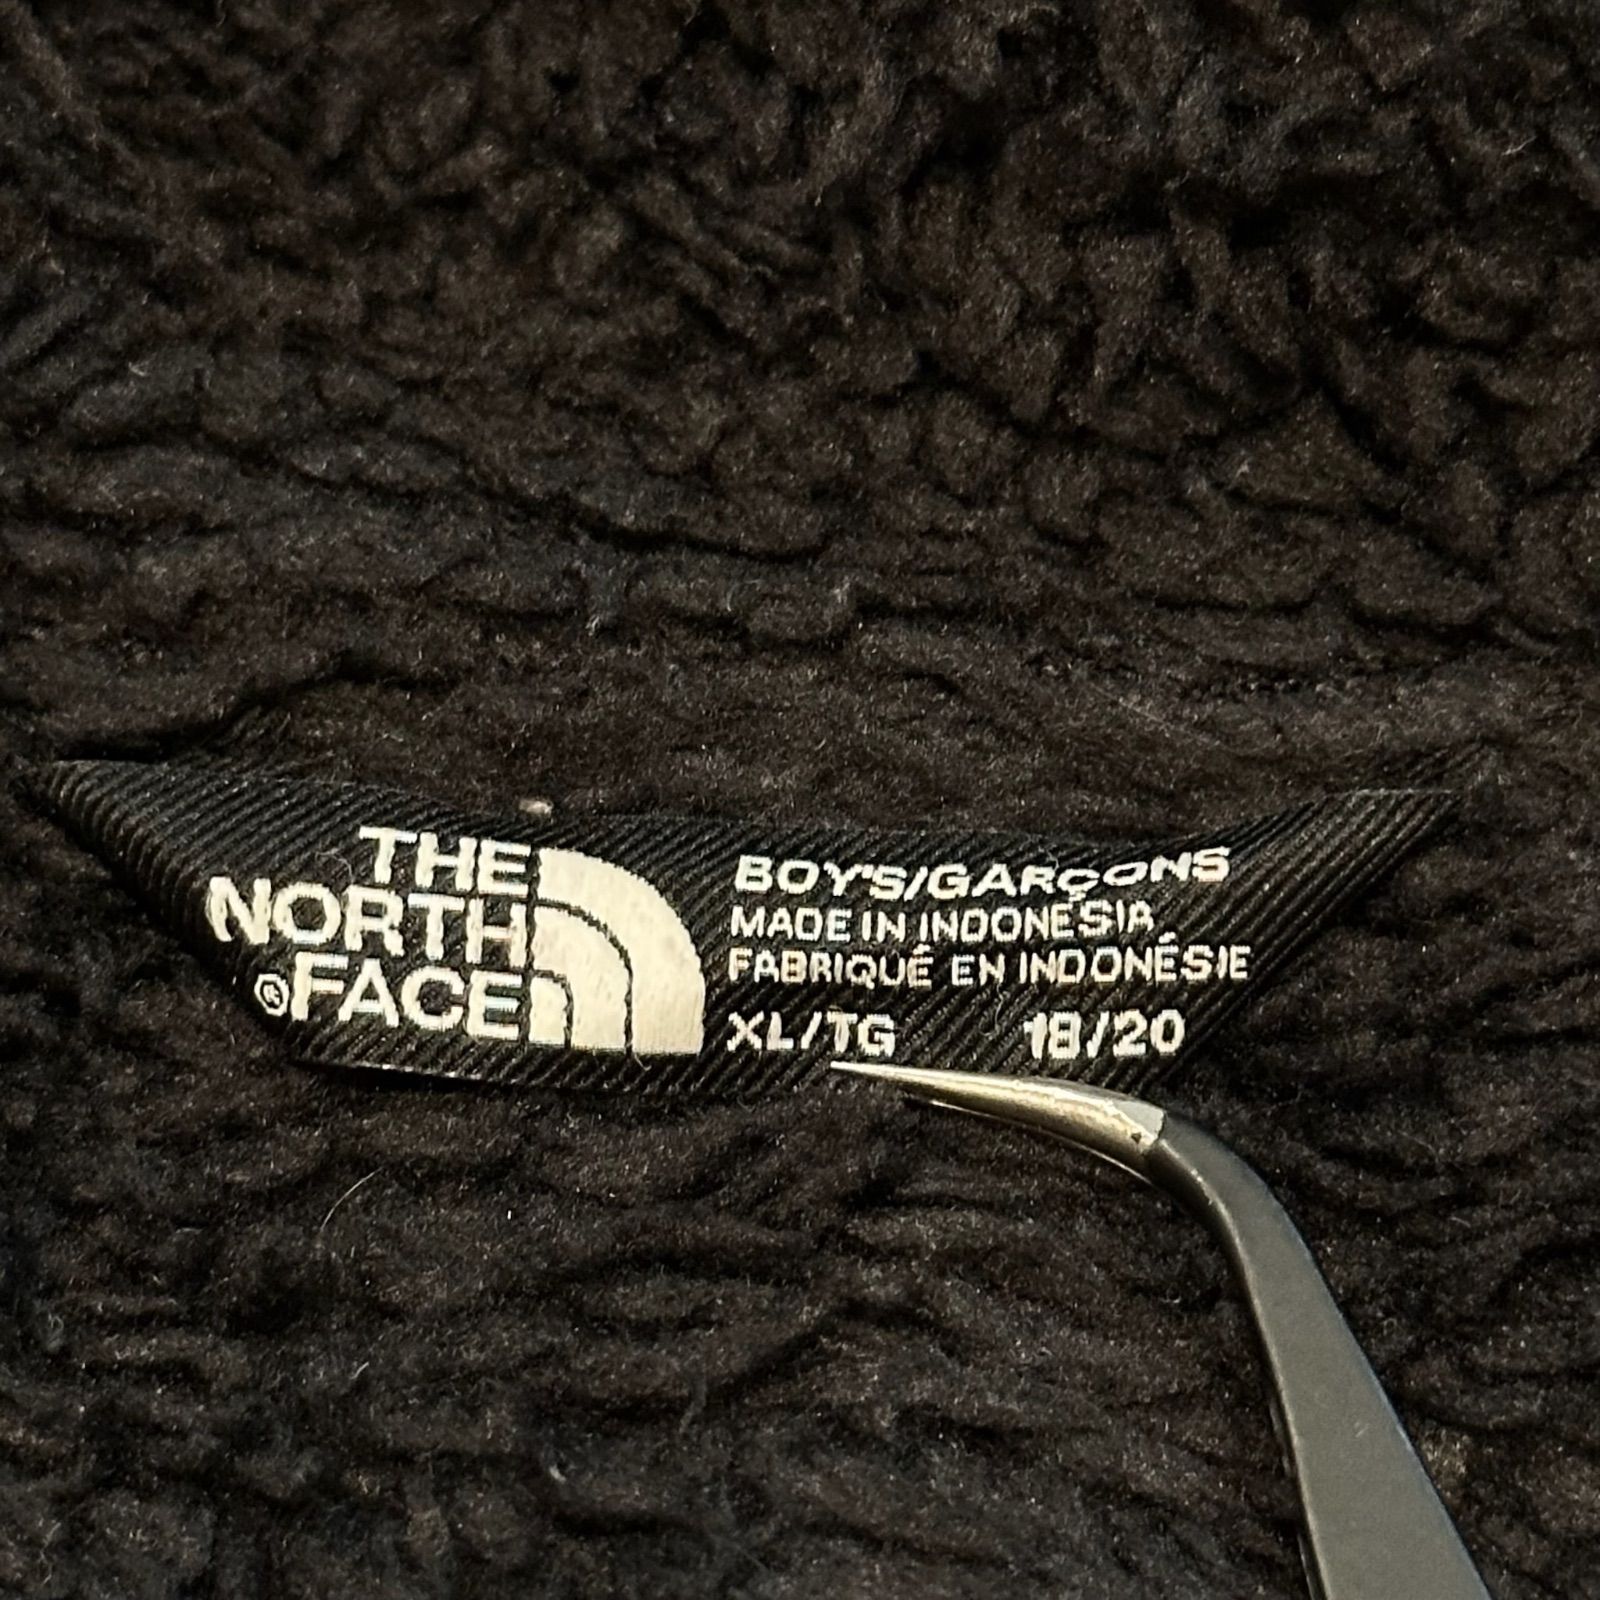 THE
NORTH
FACE
BOY'S/GARÇONS
MADE IN INDONESIA
FABRIQUÉ EN INDONÉSIE
XL/TG 18/20